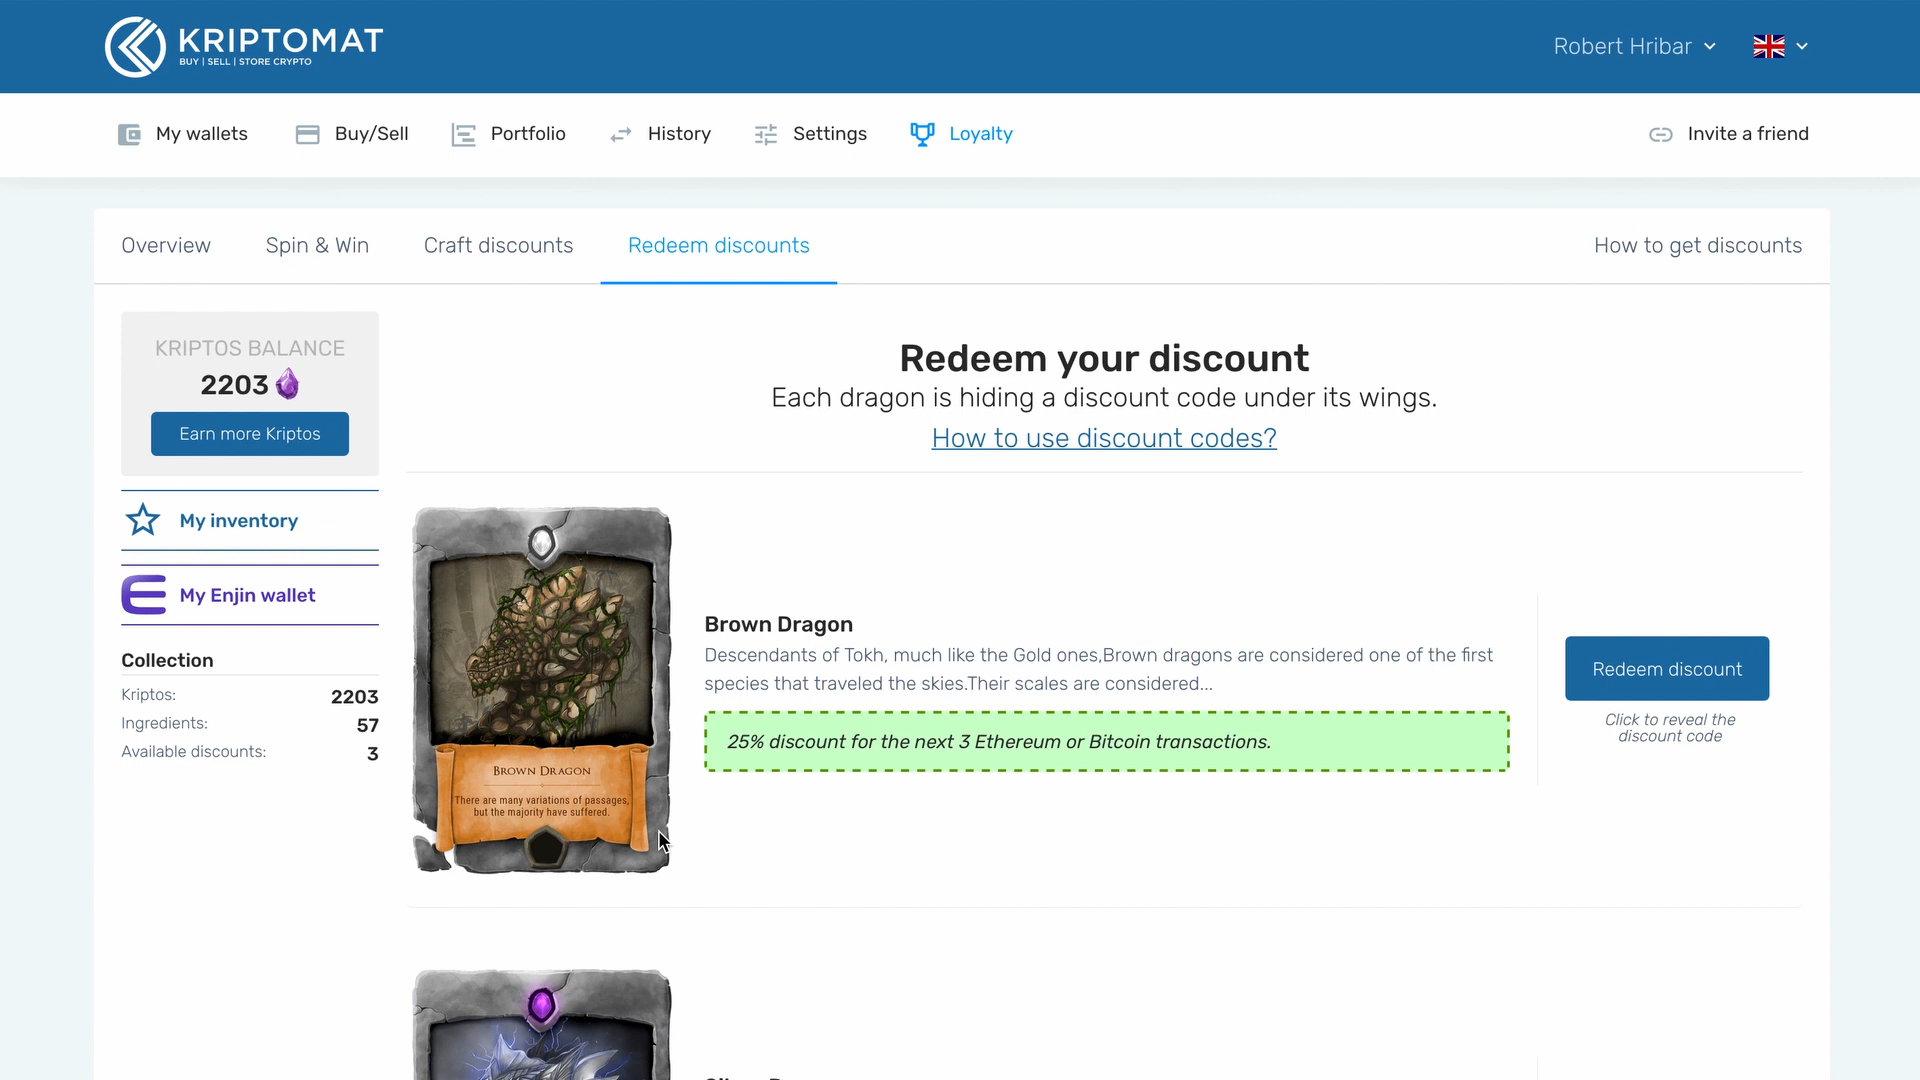 KRIPTOMAT
BUY | SELL | STORE CRYPTO
Robert Hribar
My wallets
Buy/Sell
Portfolio
History
Settings
Loyalty
Invite a friend
Overview
Spin & Win
Craft discounts
Redeem discounts
How to get discounts
KRIPTOS BALANCE
2203
Earn more Kriptos
My inventory
My Enjin wallet
Collection
Kriptos: 2203
Ingredients: 57
Available discounts: 3
Redeem your discount
Each dragon is hiding a discount code under its wings.
How to use discount codes?
BROWN DRAGON
There are many variations of passages,
but the majority have suffered.
Brown Dragon
Descendants of Tokh, much like the Gold ones,Brown dragons are considered one of the first
species that traveled the skies.Their scales are considered...
25% discount for the next 3 Ethereum or Bitcoin transactions.
Redeem discount
Click to reveal the
discount code